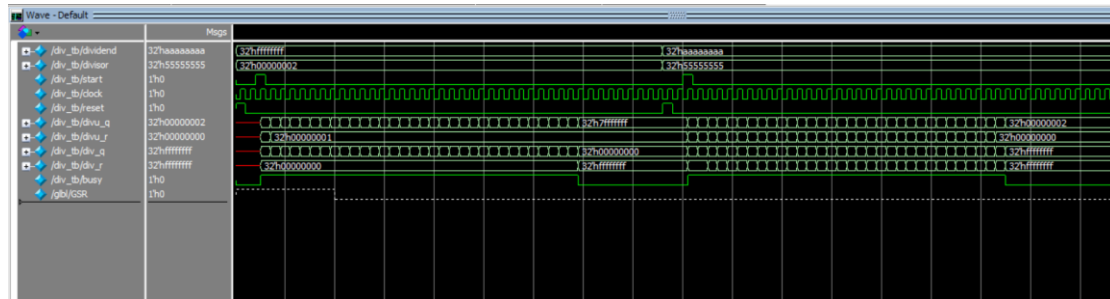 Wave - Default
Msgs
/div_tb/dividend 32'haaaaaaaa 32'hffffffff 32'haaaaaaaa
/div_tb/divisor 32'h55555555 32'h00000002 32'h55555555
/div_tb/start 1'h0
/div_tb/clock 1'h0
/div_tb/reset 1'h0
/div_tb/divu_q 32'h00000002 32'h7fffffff 32'h00000002
/div_tb/divu_r 32'h00000000 32'h00000001 32'h00000000
/div_tb/div_q 32'hffffffff 32'h00000000 32'hffffffff
/div_tb/div_r 32'hffffffff 32'h00000000 32'hffffffff 32'hffffffff
/div_tb/busy 1'h0
/glbl/GSR 1'h0